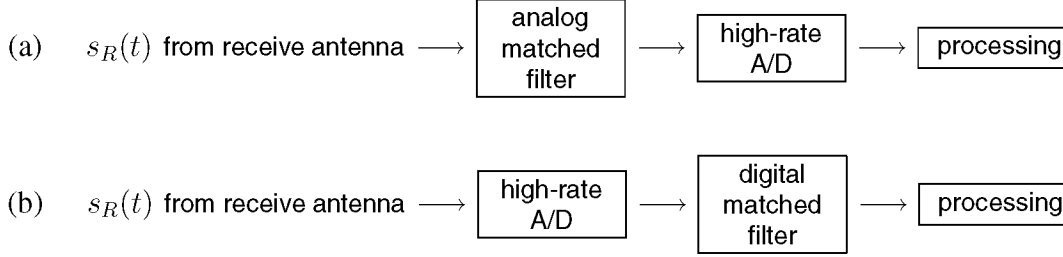 (a) s_R(t) from receive antenna → analog matched filter → high-rate A/D → processing
(b) s_R(t) from receive antenna → high-rate A/D → digital matched filter → processing